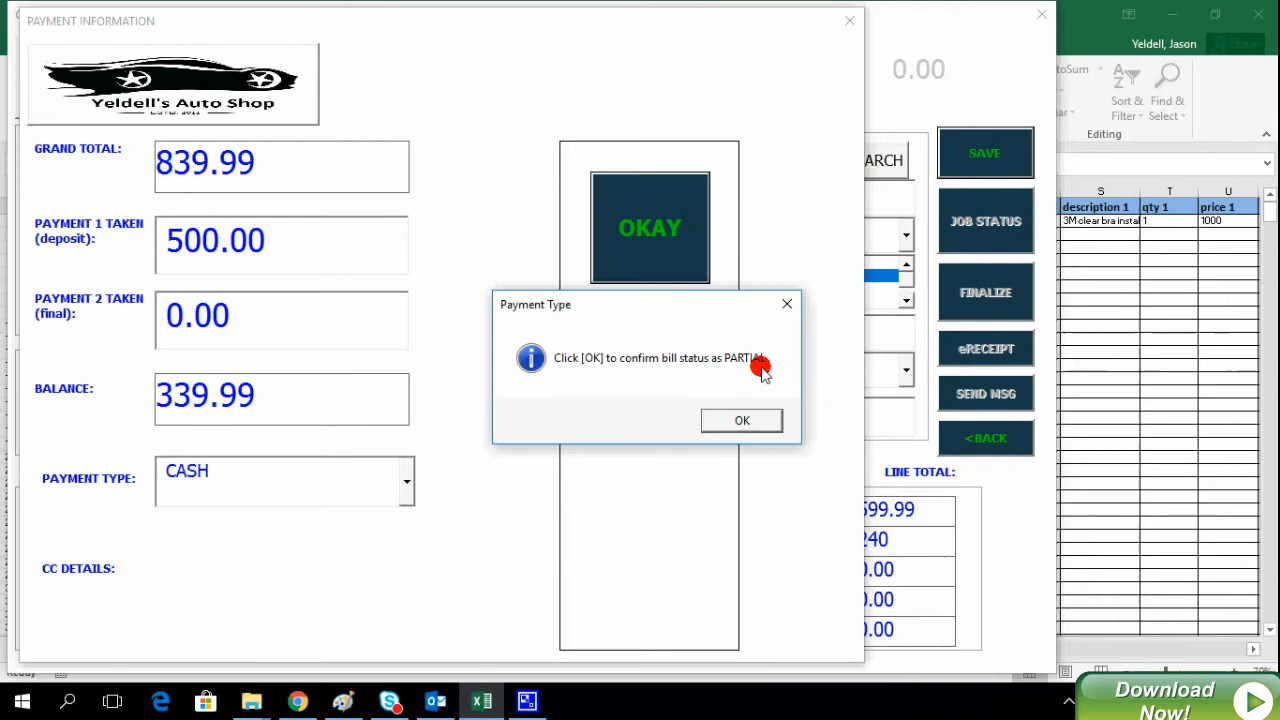 PAYMENT INFORMATION
Yeldell, Jason
Yeldell's Auto Shop
0.00
GRAND TOTAL:
839.99
PAYMENT 1 TAKEN
(deposit):
500.00
PAYMENT 2 TAKEN
(final):
0.00
BALANCE:
339.99
PAYMENT TYPE:
CASH
CC DETAILS:
OKAY
Payment Type
Click [OK] to confirm bill status as PARTIAL
OK
ARCH
SAVE
JOB STATUS
FINALIZE
eRECEIPT
SEND MSG
<BACK
LINE TOTAL:
599.99
240
0.00
0.00
0.00
Sort &
Filter
Find &
Select
Editing
S
T
U
description 1
qty 1
price 1
3M clear bra instal
1
1000
Download
Now!